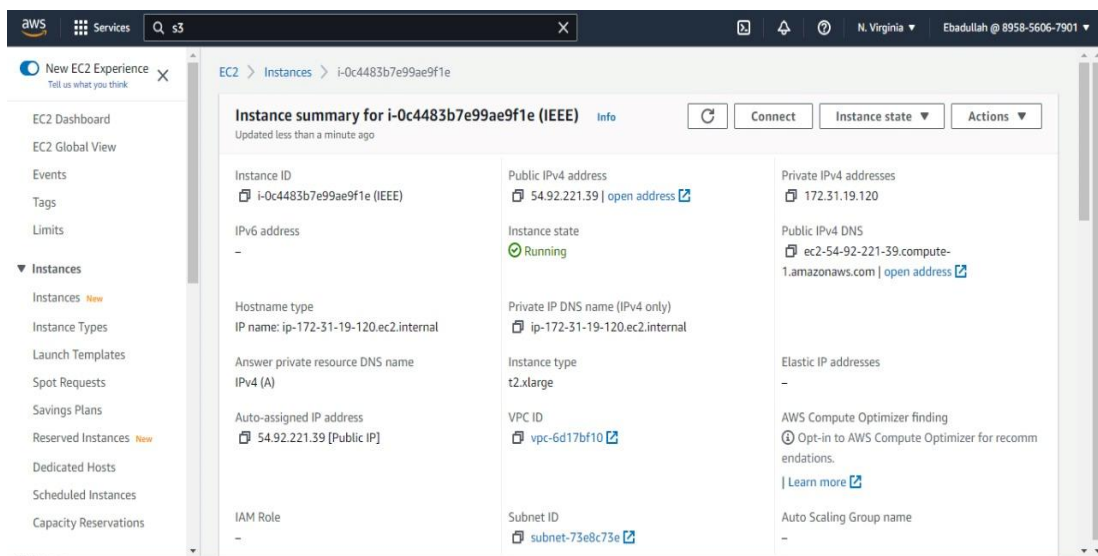 aws
Services
s3
N. Virginia
Ebadullah @ 8958-5606-7901
New EC2 Experience
Tell us what you think
EC2 Dashboard
EC2 Global View
Events
Tags
Limits
Instances
Instances New
Instance Types
Launch Templates
Spot Requests
Savings Plans
Reserved Instances New
Dedicated Hosts
Scheduled Instances
Capacity Reservations
EC2 > Instances > i-0c4483b7e99ae9f1e
Instance summary for i-0c4483b7e99ae9f1e (IEEE) Info
Updated less than a minute ago
Connect
Instance state
Actions
Instance ID
i-0c4483b7e99ae9f1e (IEEE)
Public IPv4 address
54.92.221.39 | open address
Private IPv4 addresses
172.31.19.120
IPv6 address
–
Instance state
Running
Public IPv4 DNS
ec2-54-92-221-39.compute-
1.amazonaws.com | open address
Hostname type
IP name: ip-172-31-19-120.ec2.internal
Private IP DNS name (IPv4 only)
ip-172-31-19-120.ec2.internal
Answer private resource DNS name
IPv4 (A)
Instance type
t2.xlarge
Elastic IP addresses
–
Auto-assigned IP address
54.92.221.39 [Public IP]
VPC ID
vpc-6d17bf10
AWS Compute Optimizer finding
Opt-in to AWS Compute Optimizer for recomm
endations.
| Learn more
IAM Role
–
Subnet ID
subnet-73e8c73e
Auto Scaling Group name
–